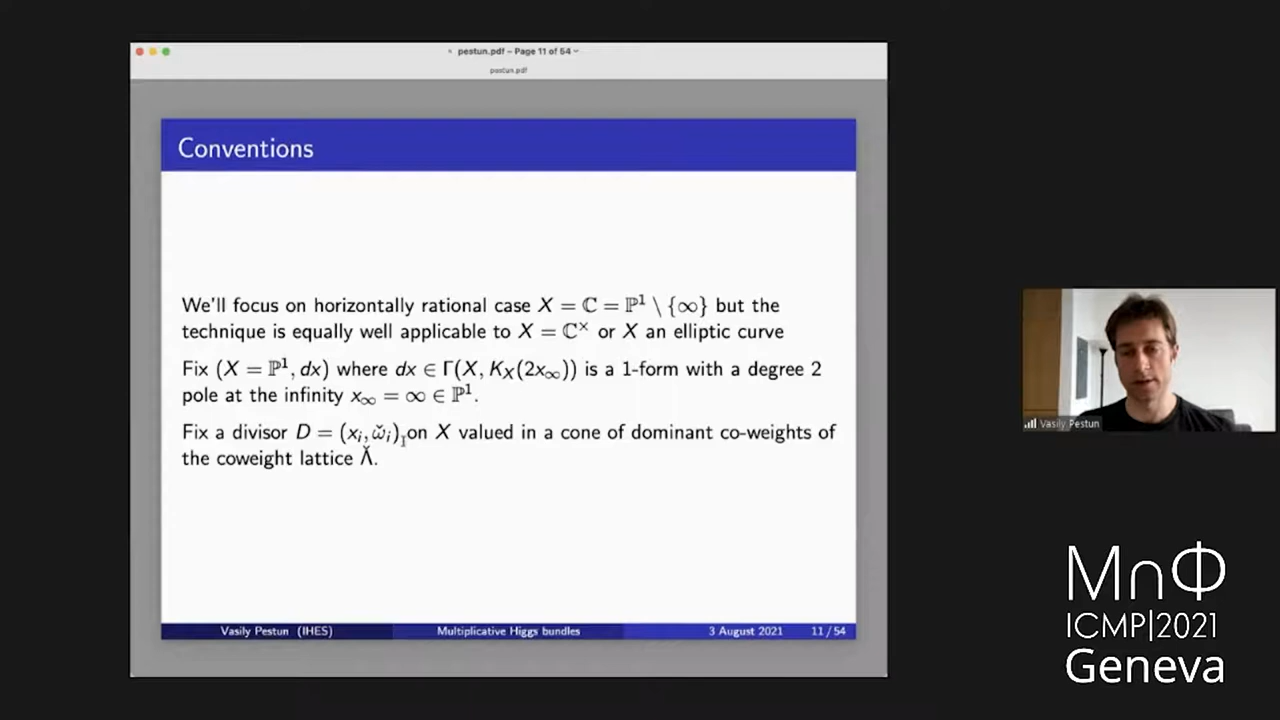 pestun.pdf – Page 11 of 54
pestun.pdf
Conventions
We'll focus on horizontally rational case X = ℂ = ℙ¹ \ {∞} but the
technique is equally well applicable to X = ℂ× or X an elliptic curve
Fix (X = ℙ¹, dx) where dx ∈ Γ(X, K_X(2x_∞)) is a 1-form with a degree 2
pole at the infinity x_∞ = ∞ ∈ ℙ¹.
Fix a divisor D = (x_i, ω̌_i) on X valued in a cone of dominant co-weights of
the coweight lattice Λ̌.
Vasily Pestun (IHES)
Multiplicative Higgs bundles
3 August 2021
11 / 54
Vasily Pestun
M∩Φ
ICMP|2021
Geneva